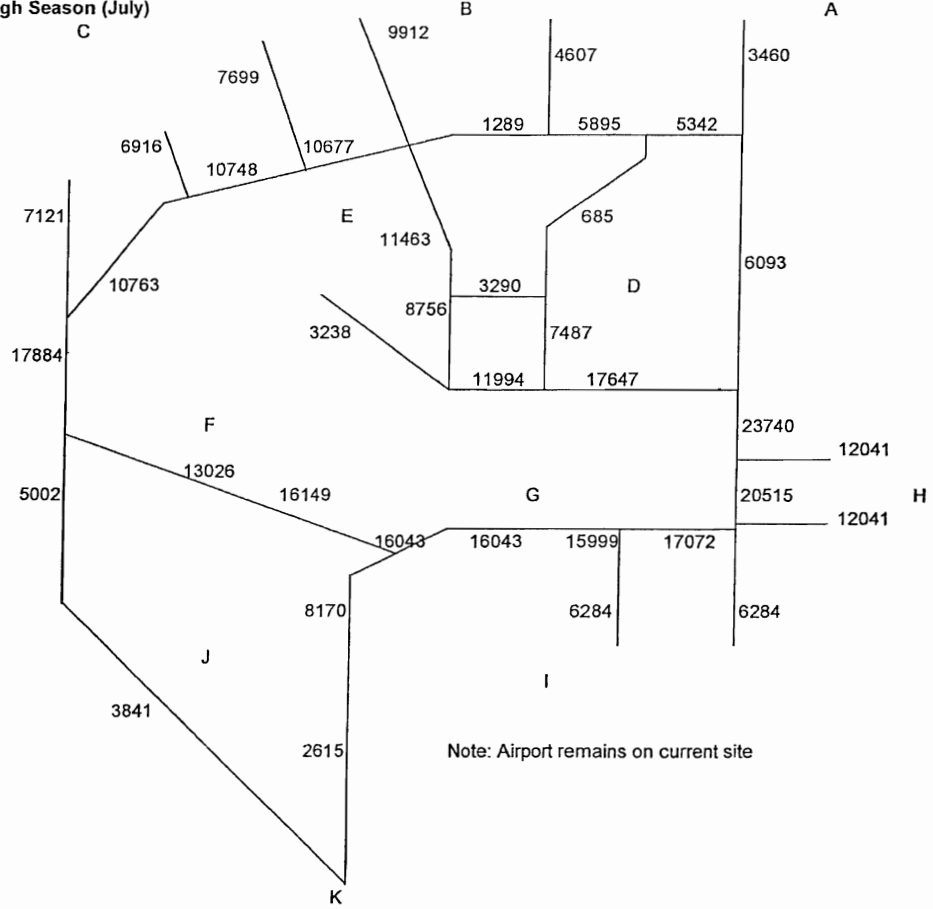 gh Season (July)
C
B
A
9912
4607
3460
7699
1289
5895
5342
6916
10677
10748
7121
E
685
11463
6093
10763
3290
D
8756
3238
7487
17884
11994
17647
F
23740
12041
13026
5002
16149
G
20515
H
12041
16043
16043
15999
17072
8170
6284
6284
J
I
3841
2615
Note: Airport remains on current site
K